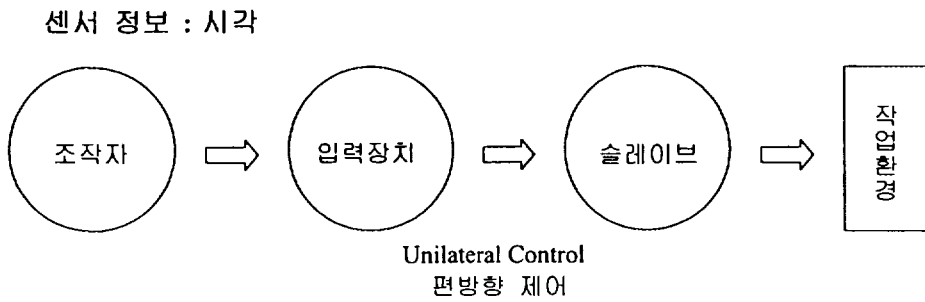 센서 정보 : 시각
조작자
입력장치
슬레이브
작업환경
Unilateral Control
편방향 제어